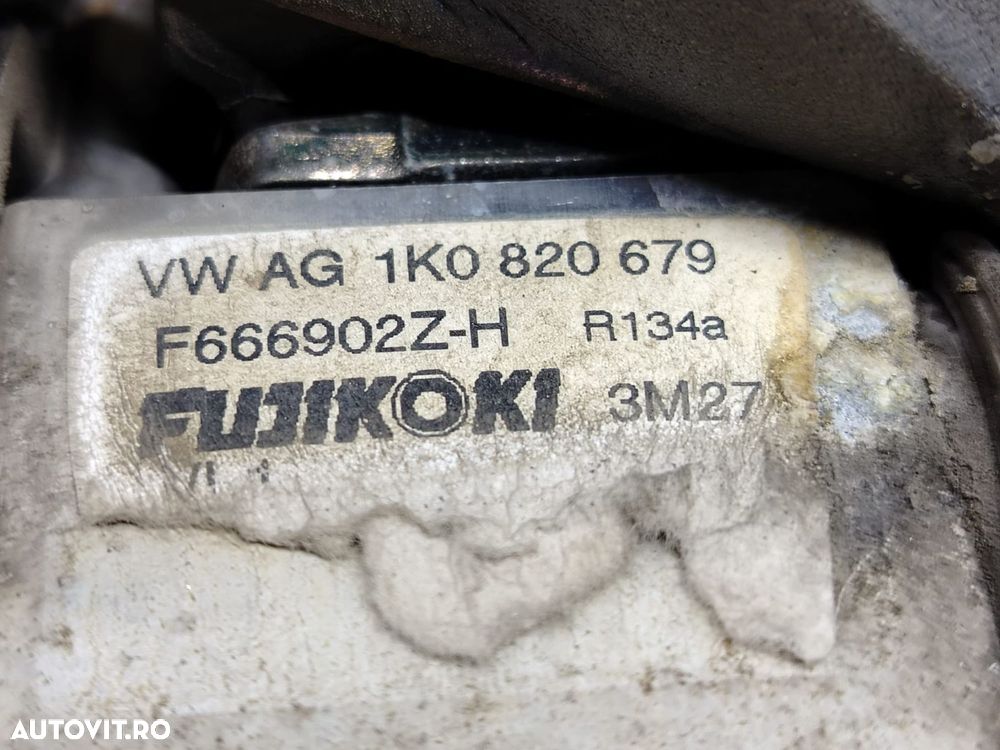 VW AG 1K0 820 679
F666902Z-H R134a
FUJIKOKI 3M27
AUTOVIT.RO